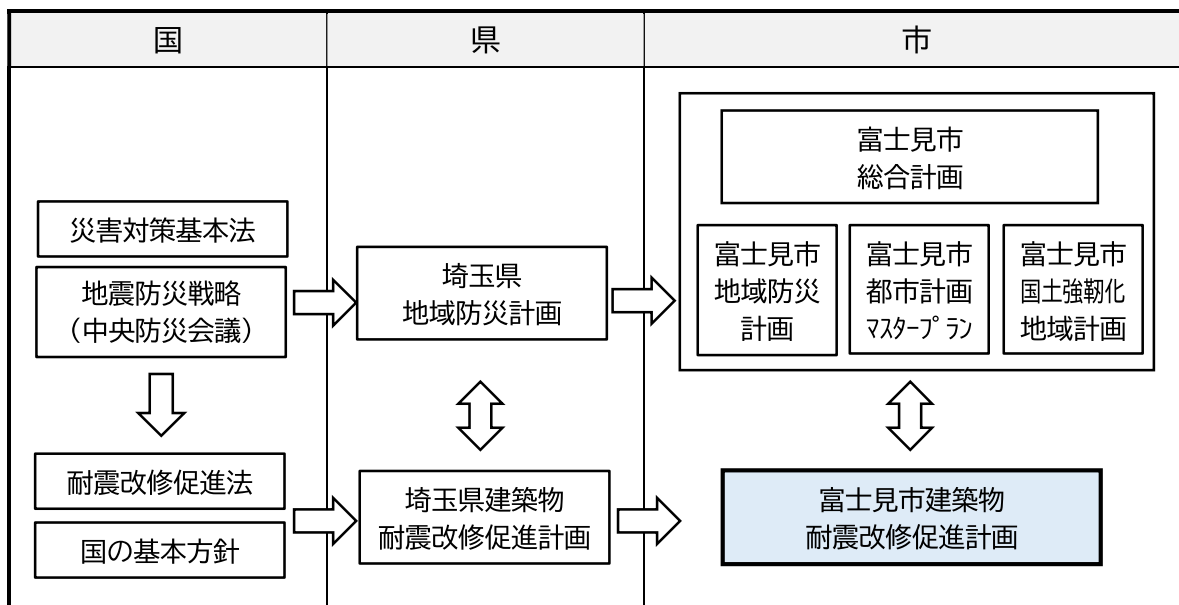 国
県
市
災害対策基本法
地震防災戦略
（中央防災会議）
耐震改修促進法
国の基本方針
埼玉県
地域防災計画
埼玉県建築物
耐震改修促進計画
富士見市
総合計画
富士見市
地域防災
計画
富士見市
都市計画
ﾏｽﾀｰﾌﾟﾗﾝ
富士見市
国土強靭化
地域計画
富士見市建築物
耐震改修促進計画